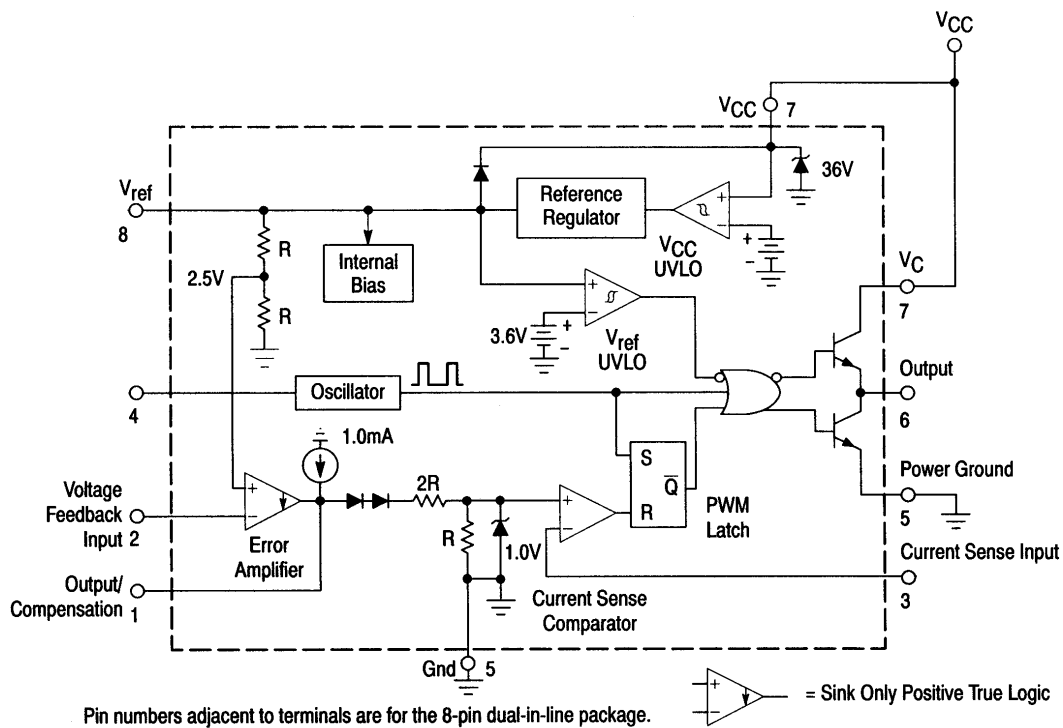 VCC
VCC
7
36V
Vref
8
Reference
Regulator
+
−
+
−
VCC
UVLO
R
Internal
Bias
2.5V
R
VC
7
+
−
3.6V
+
−
Vref
UVLO
Output
6
4
Oscillator
1.0mA
S
Q
R
PWM
Latch
Power Ground
5
Voltage
Feedback
Input
2
+
−
Error
Amplifier
2R
R
1.0V
+
−
Current Sense
Comparator
Current Sense Input
3
Output/
Compensation
1
Gnd
5
+
−
= Sink Only Positive True Logic
Pin numbers adjacent to terminals are for the 8-pin dual-in-line package.